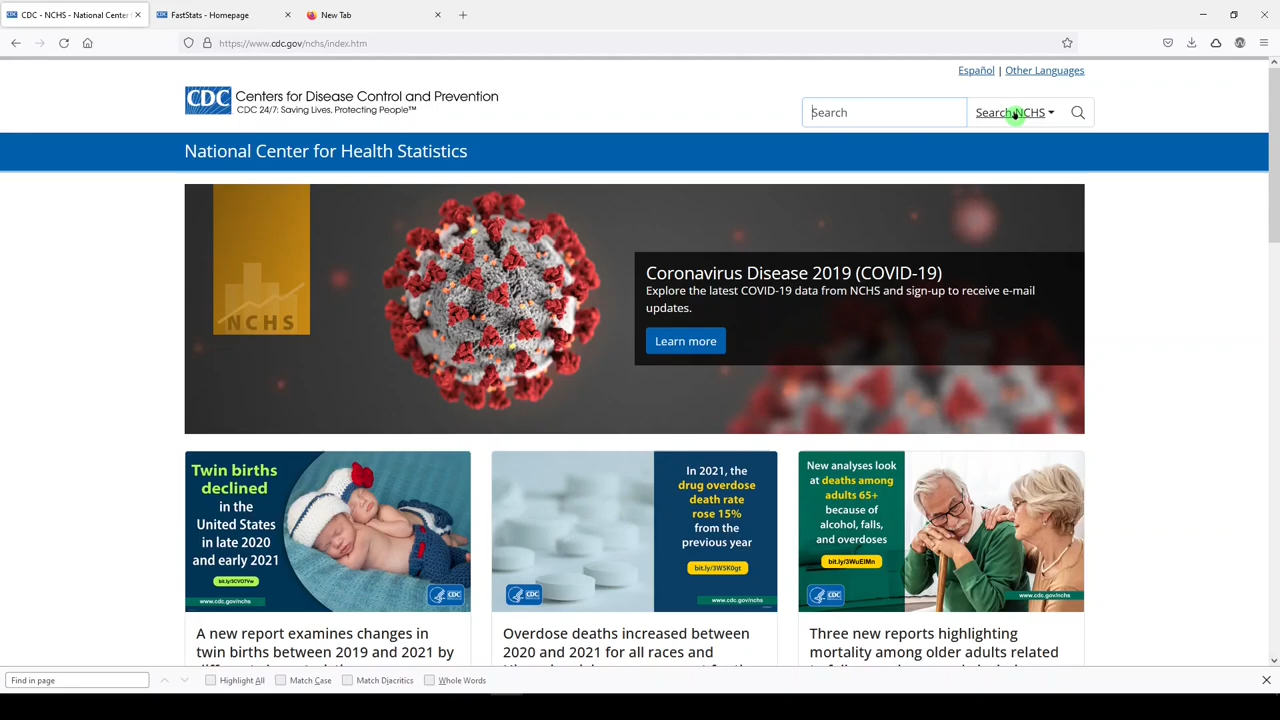 CDC - NCHS - National Center
FastStats - Homepage
New Tab
https://www.cdc.gov/nchs/index.htm
Español | Other Languages
CDC
Centers for Disease Control and Prevention
CDC 24/7: Saving Lives, Protecting People™
Search
Search NCHS
National Center for Health Statistics
NCHS
Coronavirus Disease 2019 (COVID-19)
Explore the latest COVID-19 data from NCHS and sign-up to receive e-mail
updates.
Learn more
Twin births
declined
in the
United States
in late 2020
and early 2021
bit.ly/3CVO7Yw
www.cdc.gov/nchs
CDC
In 2021, the
drug overdose
death rate
rose 15%
from the
previous year
bit.ly/3WSK0gt
CDC
www.cdc.gov/nchs
New analyses look
at deaths among
adults 65+
because of
alcohol, falls,
and overdoses
bit.ly/3WuElMn
CDC
www.cdc.gov/nchs
A new report examines changes in
twin births between 2019 and 2021 by
Overdose deaths increased between
2020 and 2021 for all races and
Three new reports highlighting
mortality among older adults related
Find in page
Highlight All
Match Case
Match Diacritics
Whole Words